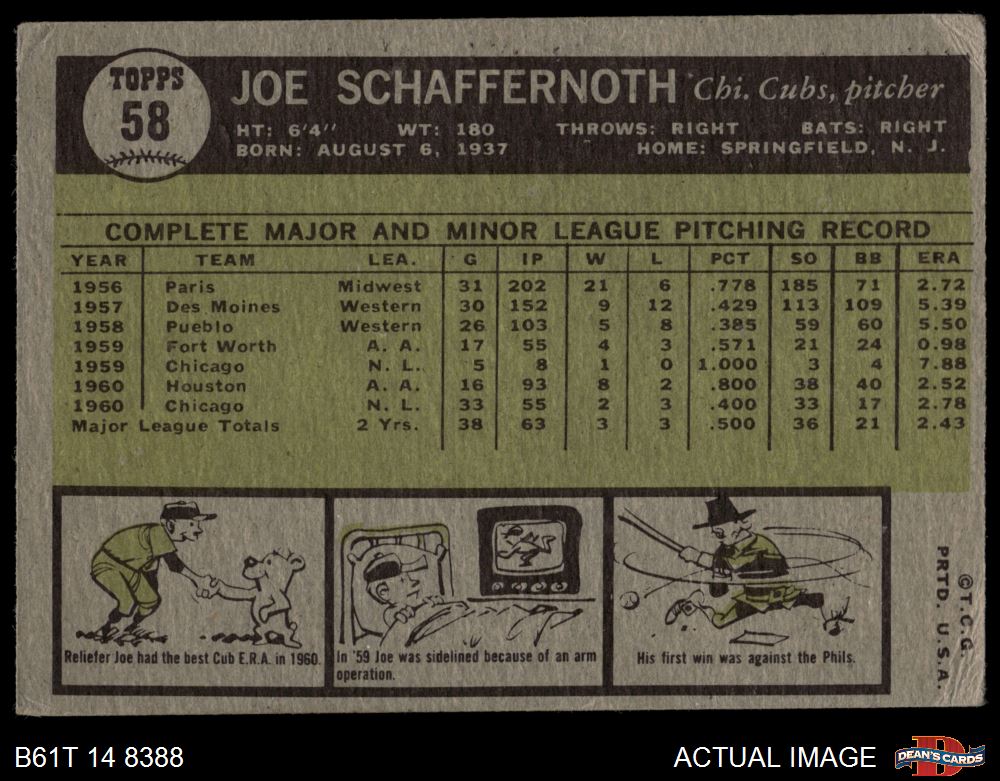 TOPPS
58
JOE SCHAFFERNOTH Chi. Cubs, pitcher
HT: 6'4" WT: 180 THROWS: RIGHT BATS: RIGHT
BORN: AUGUST 6, 1937 HOME: SPRINGFIELD, N. J.
COMPLETE MAJOR AND MINOR LEAGUE PITCHING RECORD
YEAR TEAM LEA. G IP W L PCT SO BB ERA
1956 Paris Midwest 31 202 21 6 .778 185 71 2.72
1957 Des Moines Western 30 152 9 12 .429 113 109 5.39
1958 Pueblo Western 26 103 5 8 .385 59 60 5.50
1959 Fort Worth A. A. 17 55 4 3 .571 21 24 0.98
1959 Chicago N. L. 5 8 1 0 1.000 3 4 7.88
1960 Houston A. A. 16 93 8 2 .800 38 40 2.52
1960 Chicago N. L. 33 55 2 3 .400 33 17 2.78
Major League Totals 2 Yrs. 38 63 3 3 .500 36 21 2.43
Reliefer Joe had the best Cub E.R.A. in 1960.
In '59 Joe was sidelined because of an arm
operation.
His first win was against the Phils.
©T.C.G.
PRTD. U.S.A.
B61T 14 8388
ACTUAL IMAGE
D
DEAN'S CARDS